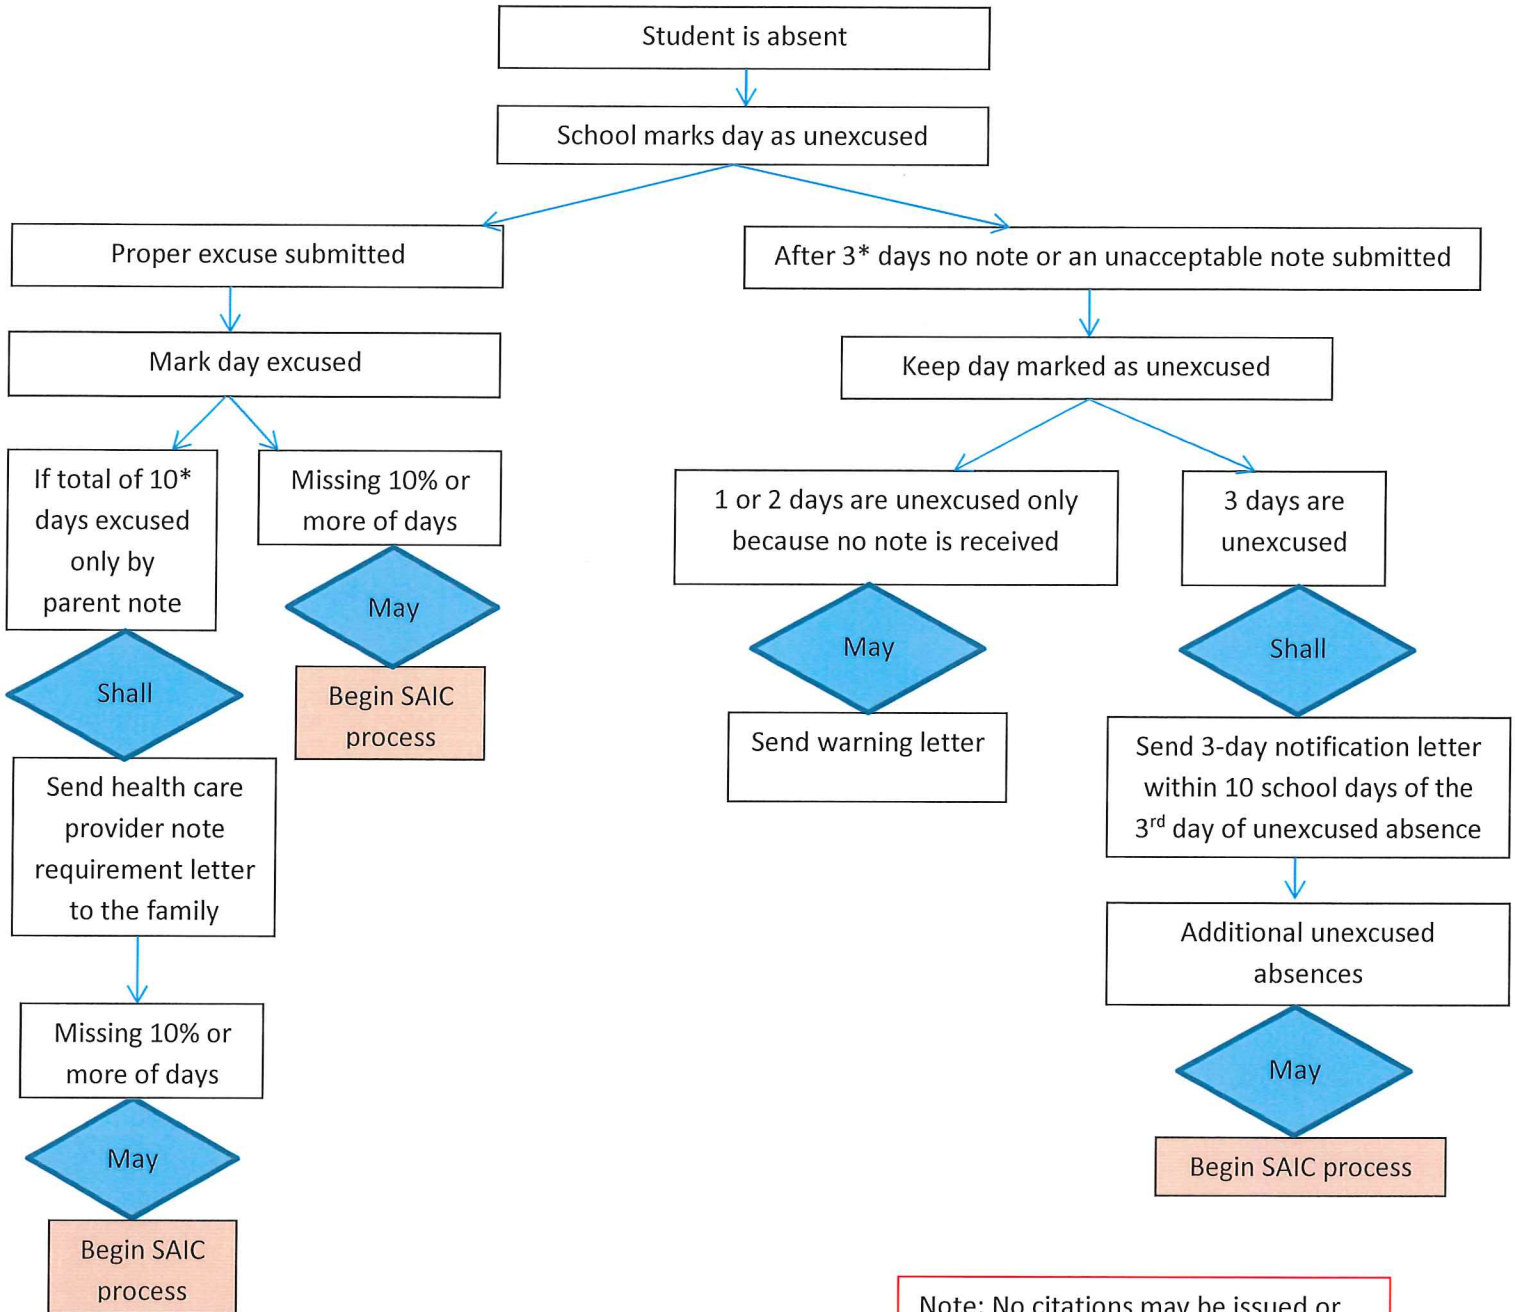 Student is absent
School marks day as unexcused
Proper excuse submitted
After 3* days no note or an unacceptable note submitted
Mark day excused
Keep day marked as unexcused
If total of 10*
days excused
only by
parent note
Missing 10% or
more of days
1 or 2 days are unexcused only
because no note is received
3 days are
unexcused
May
Begin SAIC
process
Shall
Send health care
provider note
requirement letter
to the family
May
Send warning letter
Shall
Send 3-day notification letter
within 10 school days of the
3rd day of unexcused absence
Additional unexcused
absences
Missing 10% or
more of days
May
Begin SAIC
process
May
Begin SAIC process
Note: No citations may be issued or